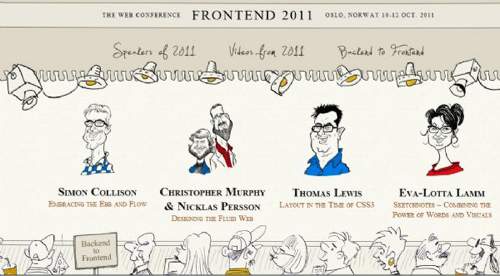 THE WEB CONFERENCE FRONTEND 2011 OSLO, NORWAY 10-12 OCT. 2011
Speakers of 2011 Videos from 2011 Backend to Frontend
SIMON COLLISON
EMBRACING THE EBB AND FLOW
CHRISTOPHER MURPHY
& NICKLAS PERSSON
DESIGNING THE FLUID WEB
THOMAS LEWIS
LAYOUT IN THE TIME OF CSS3
EVA-LOTTA LAMM
SKETCHNOTES – COMBINING THE
POWER OF WORDS AND VISUALS
Backend
to
Frontend